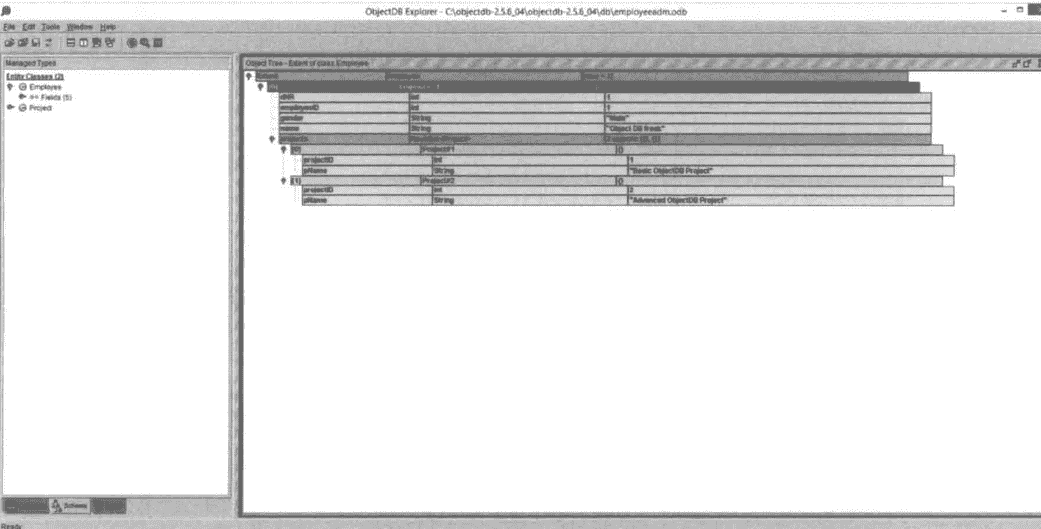 ObjectDB Explorer - C:\objectdb-2.5.6_04\objectdb-2.5.6_04\db\employeeadm.odb
File Edit Tools Window Help
Managed Types
Entity Classes (2)
Employee
Fields (5)
Project
Object Tree - Extent of class Employee
dNR int 1
employeeID int 1
gender String "Male"
name String "Object DB freak"
projects
[0] Project#1 {}
projectID int 1
pName String "Basic ObjectDB Project"
[1] Project#2 {}
projectID int 2
pName String "Advanced ObjectDB Project"
Schema
Ready